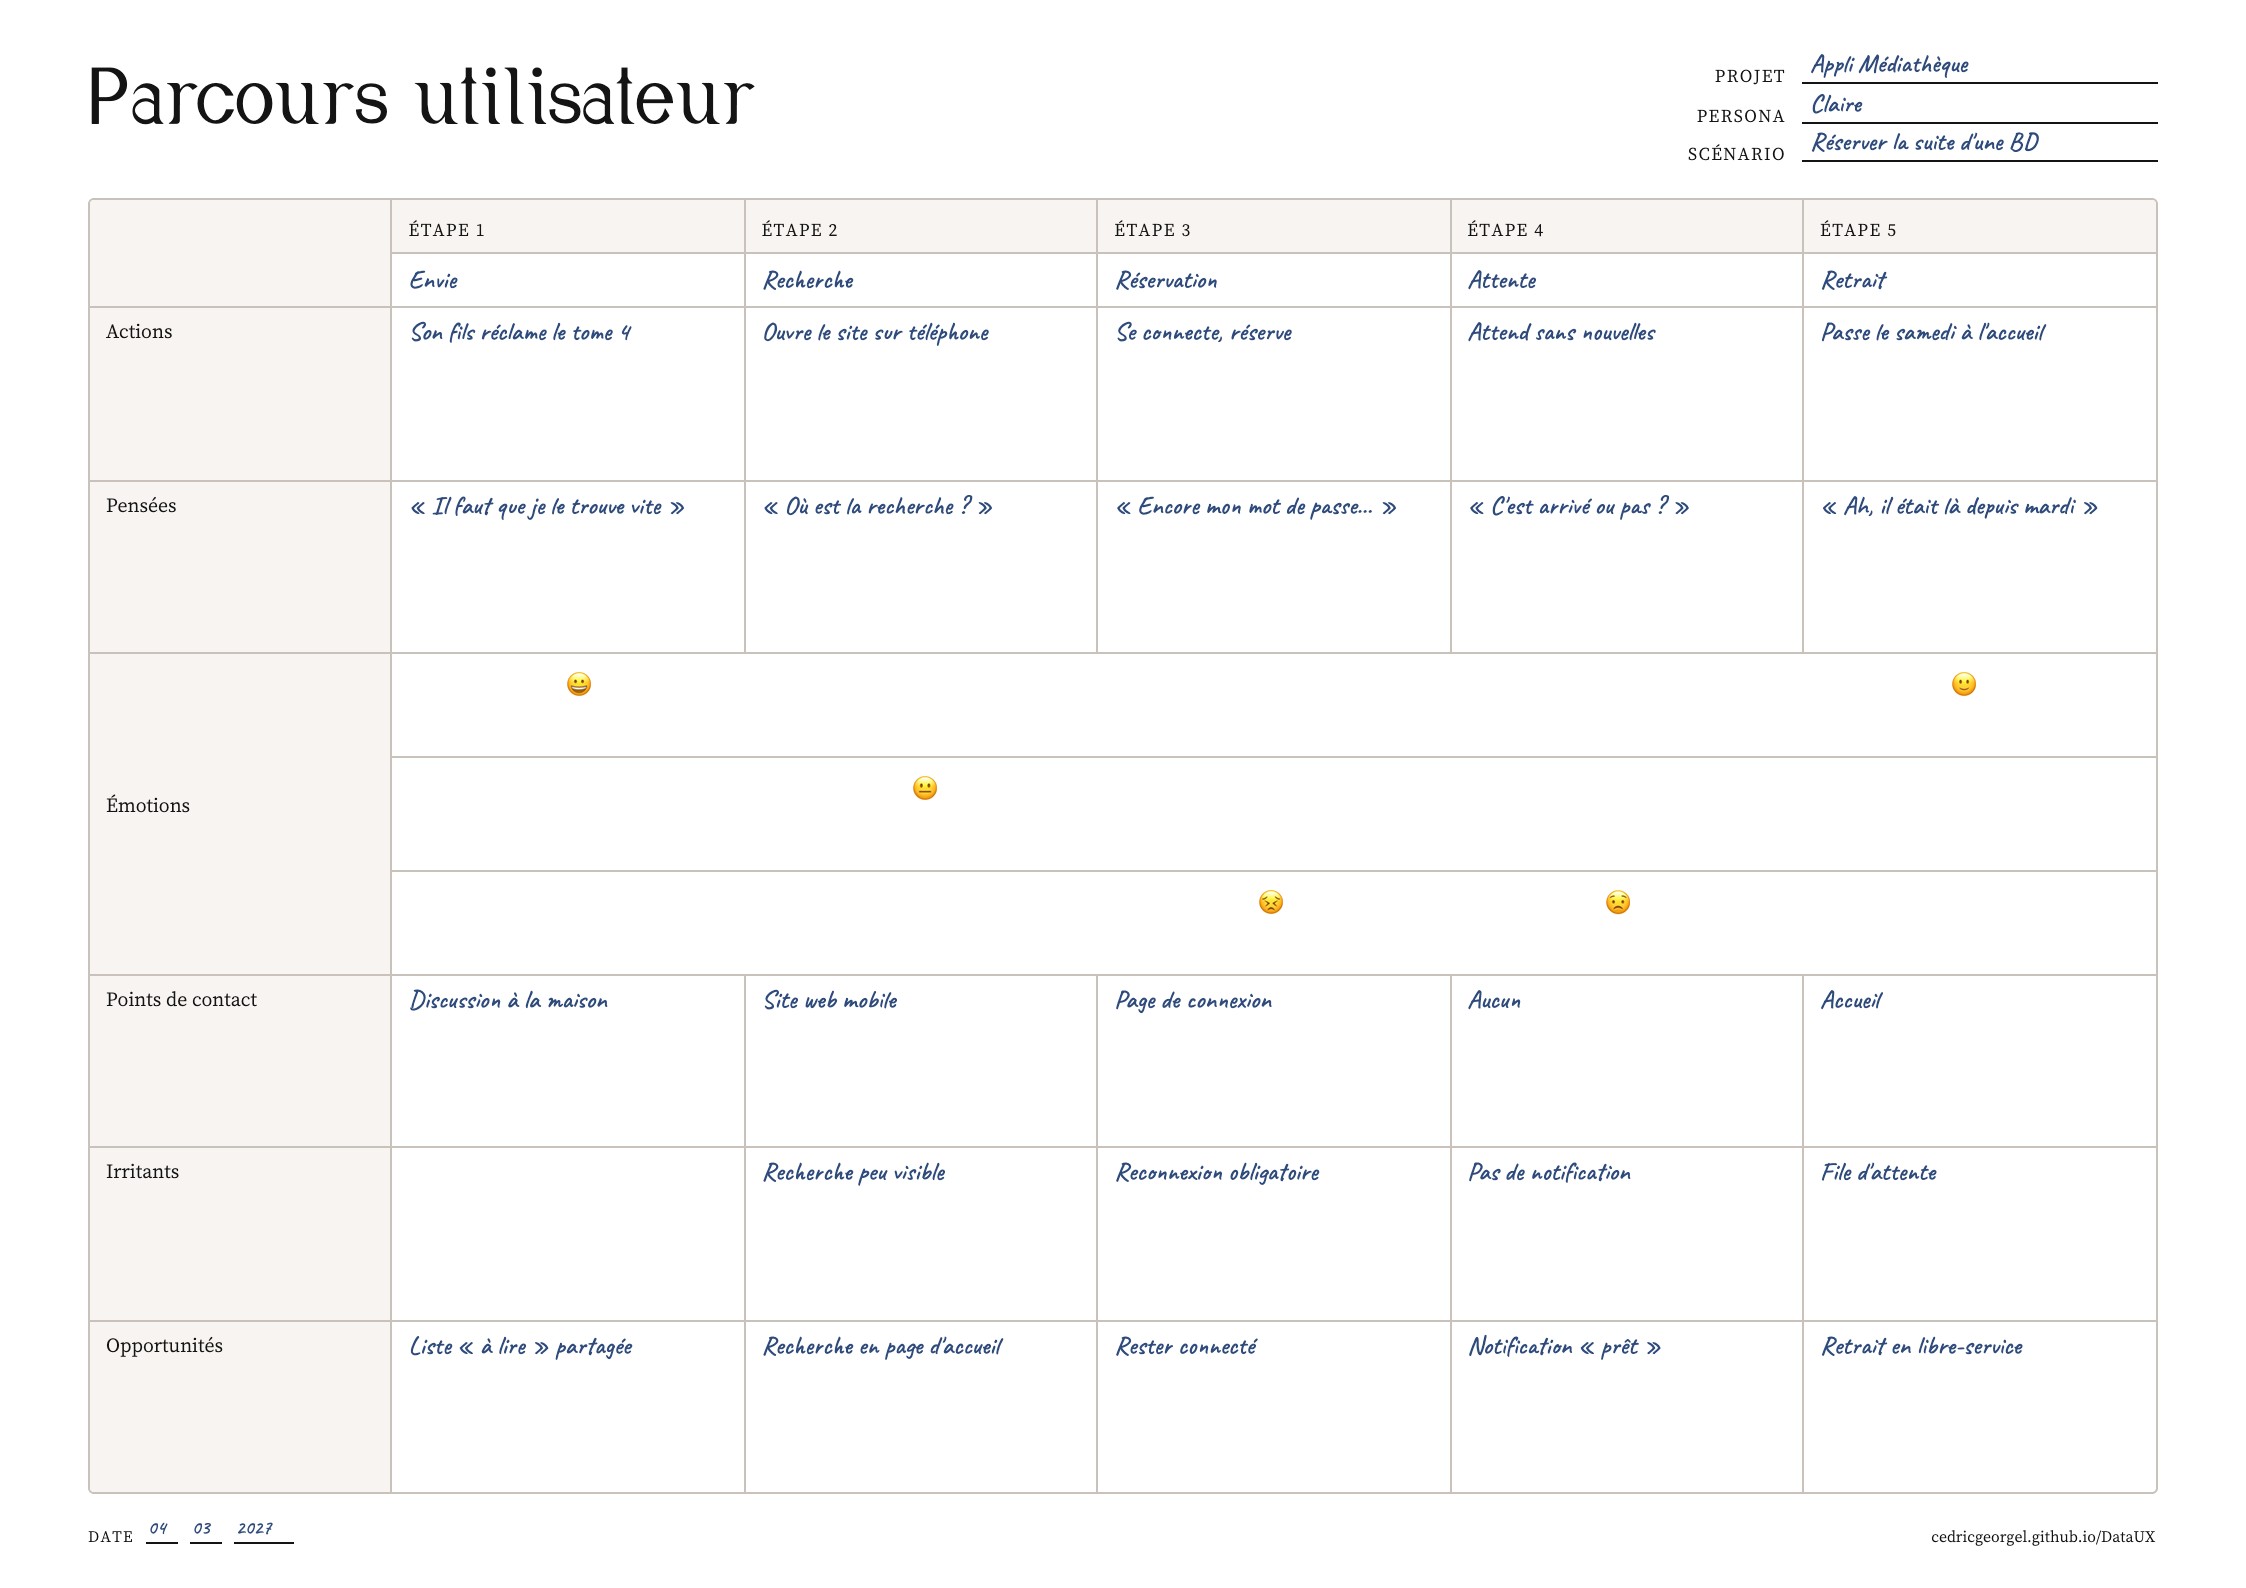 Parcours utilisateur
PROJET Appli Médiathèque
PERSONA Claire
SCÉNARIO Réserver la suite d'une BD
ÉTAPE 1 ÉTAPE 2 ÉTAPE 3 ÉTAPE 4 ÉTAPE 5
Envie Recherche Réservation Attente Retrait
Actions Son fils réclame le tome 4 Ouvre le site sur téléphone Se connecte, réserve Attend sans nouvelles Passe le samedi à l'accueil
Pensées « Il faut que je le trouve vite » « Où est la recherche ? » « Encore mon mot de passe... » « C'est arrivé ou pas ? » « Ah, il était là depuis mardi »
😀 🙂
😐
Émotions
😣 😟
Points de contact Discussion à la maison Site web mobile Page de connexion Aucun Accueil
Irritants Recherche peu visible Reconnexion obligatoire Pas de notification File d'attente
Opportunités Liste « à lire » partagée Recherche en page d'accueil Rester connecté Notification « prêt » Retrait en libre-service
DATE 04 03 2027 cedricgeorgel.github.io/DataUX